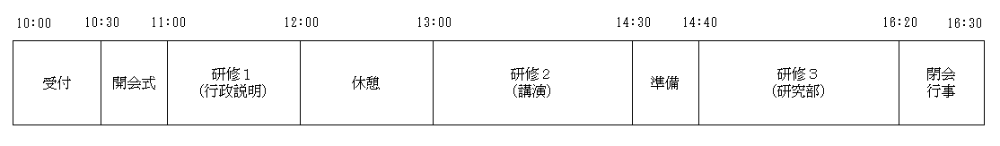 10:00 10:30 11:00 12:00 13:00 14:30 14:40 16:20 16:30
受付 開会式 研修１ 休憩 研修２ 準備 研修３ 閉会
(行政説明) (講演) (研究部) 行事